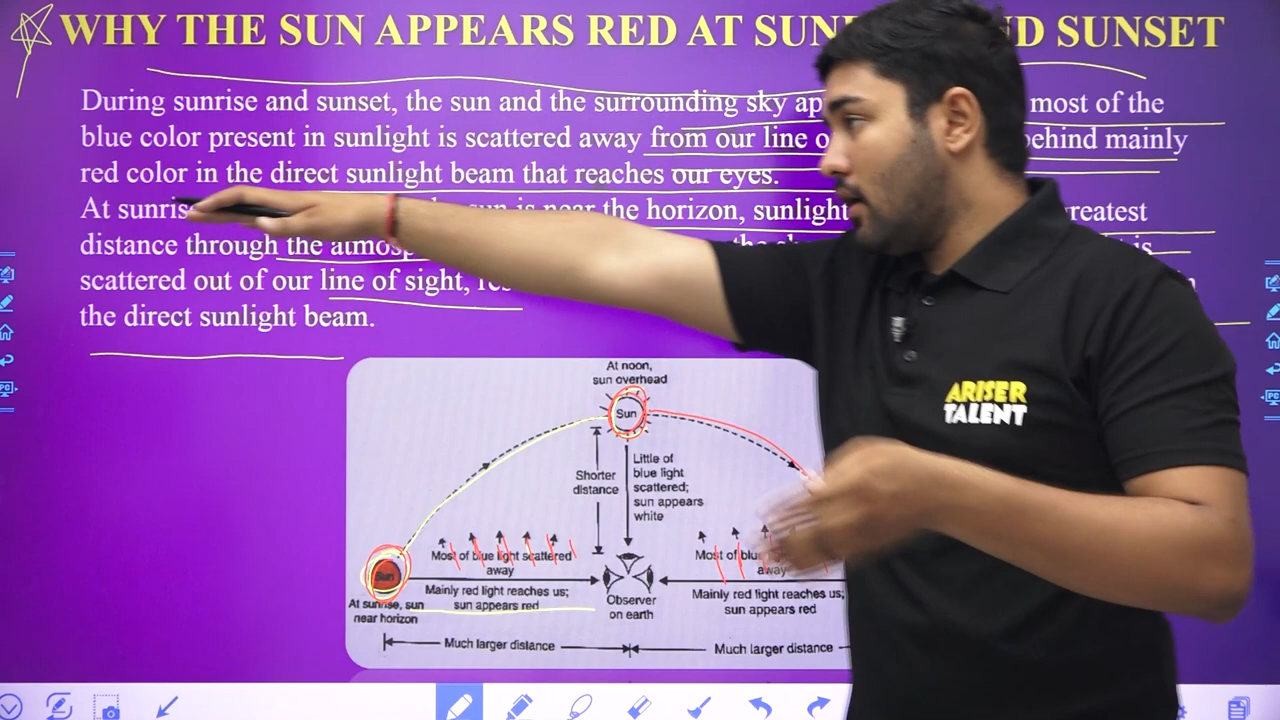 WHY THE SUN APPEARS RED AT SUN ND SUNSET
During sunrise and sunset, the sun and the surrounding sky most of the
blue color present in sunlight is scattered away from our line behind mainly
red color in the direct sunlight beam that reaches our eyes.
At sun is near the horizon, sunlight greatest
distance through the is
scattered out of our line of sight,
the direct sunlight beam.
At noon,
sun overhead
Sun
Shorter
distance
Little of
blue light
scattered;
sun appears
white
Most of blue light scattered
away
Most of blue
away
Sun
Mainly red light reaches us;
sun appears red
Mainly red light reaches us;
sun appears red
At sunrise, sun
near horizon
Observer
on earth
Much larger distance
Much larger distance
ARISER
TALENT